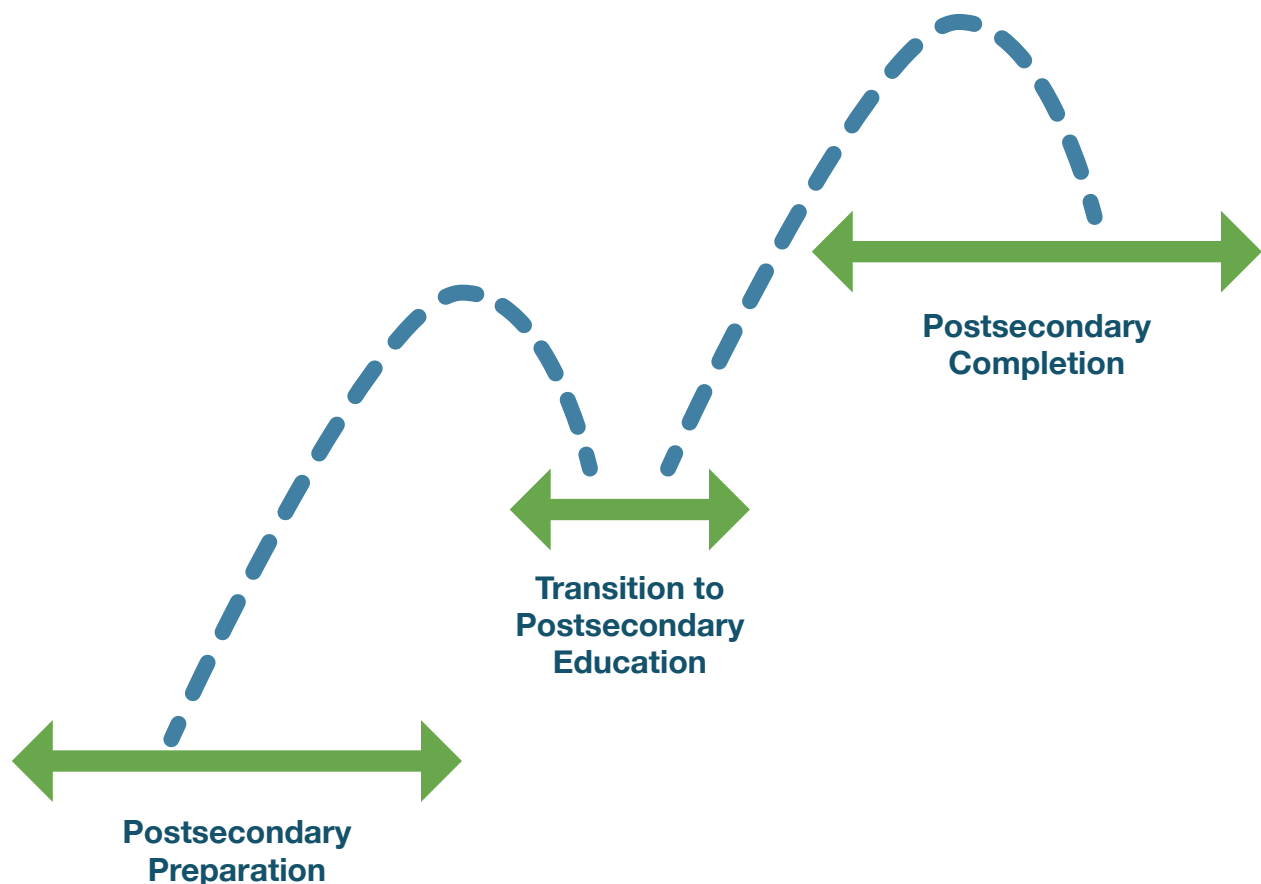 Postsecondary
Completion
Transition to
Postsecondary
Education
Postsecondary
Preparation